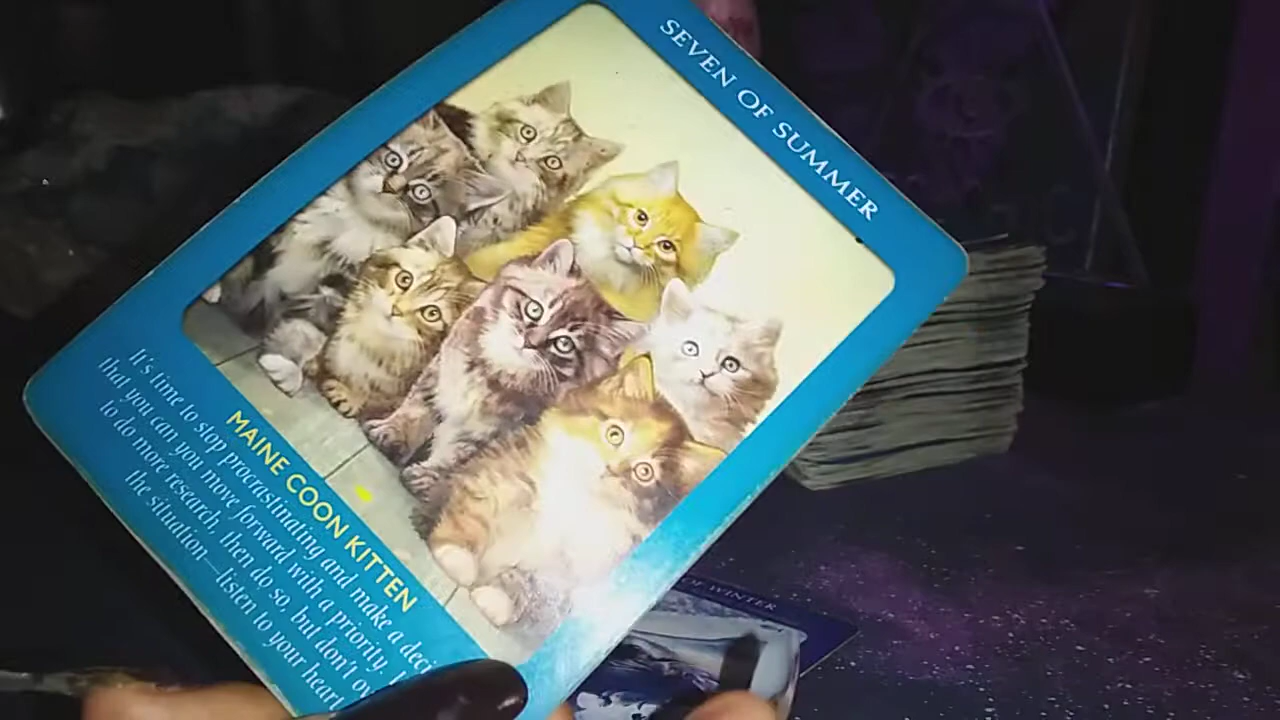 SEVEN OF SUMMER
MAINE COON KITTEN
It's time to stop procrastinating and make a deci
that you can you move forward with a priority.
to do more research, then do so, but don't ov
the situation—listen to your heart
OF WINTER